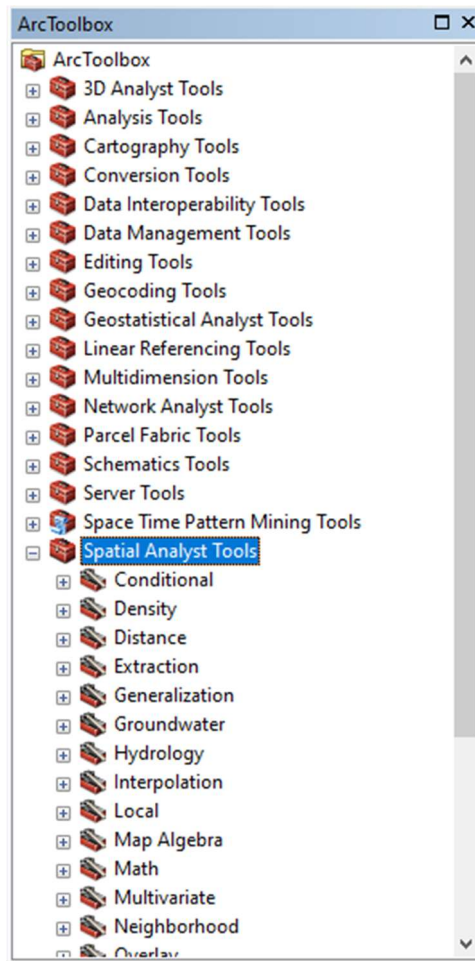 ArcToolbox
ArcToolbox
3D Analyst Tools
Analysis Tools
Cartography Tools
Conversion Tools
Data Interoperability Tools
Data Management Tools
Editing Tools
Geocoding Tools
Geostatistical Analyst Tools
Linear Referencing Tools
Multidimension Tools
Network Analyst Tools
Parcel Fabric Tools
Schematics Tools
Server Tools
Space Time Pattern Mining Tools
Spatial Analyst Tools
Conditional
Density
Distance
Extraction
Generalization
Groundwater
Hydrology
Interpolation
Local
Map Algebra
Math
Multivariate
Neighborhood
Overlay